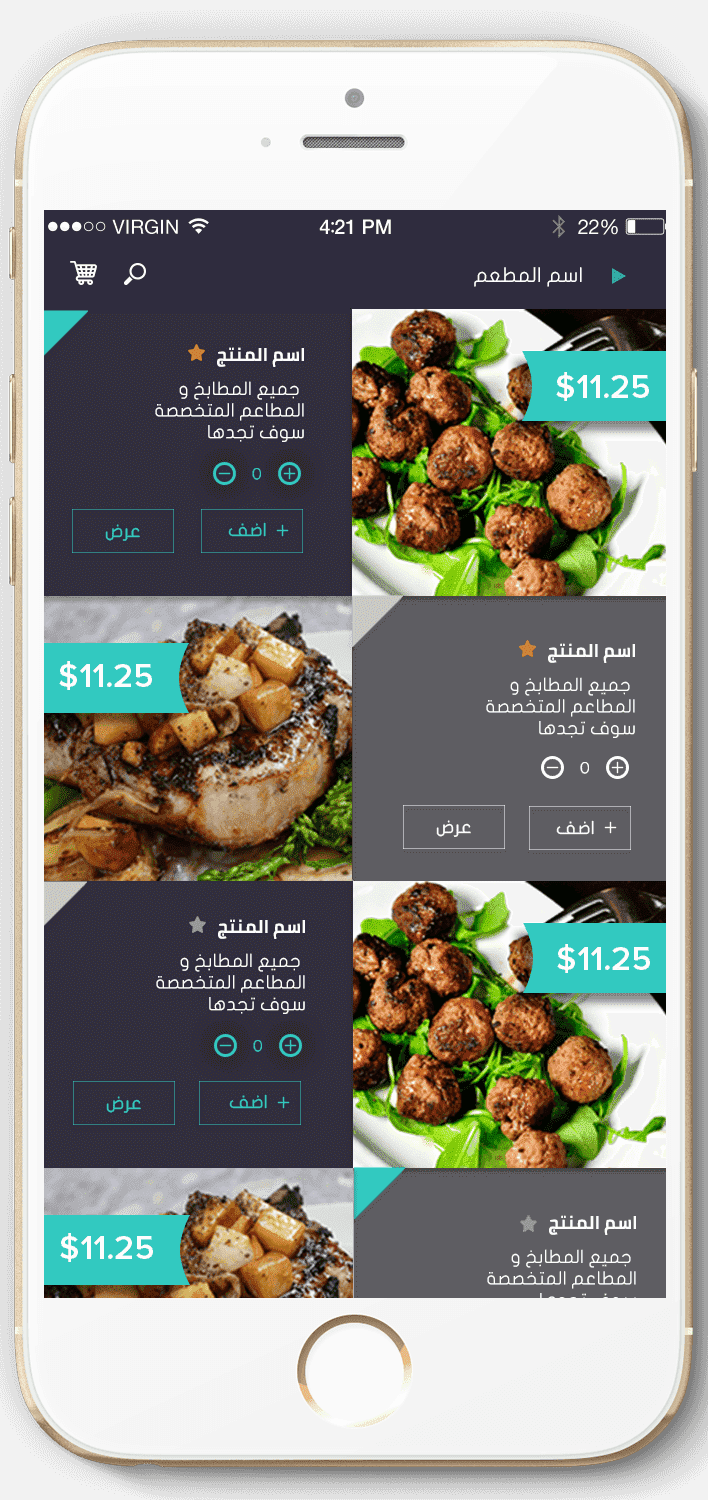 VIRGIN 4:21 PM 22%
اسم المطعم
اسم المنتج
جميع المطابخ و
المطاعم المتخصصة
سوف تجدها
0
+ اضف
عرض
$11.25
$11.25
اسم المنتج
جميع المطابخ و
المطاعم المتخصصة
سوف تجدها
0
+ اضف
عرض
اسم المنتج
جميع المطابخ و
المطاعم المتخصصة
سوف تجدها
0
+ اضف
عرض
$11.25
$11.25
اسم المنتج
جميع المطابخ و
المطاعم المتخصصة